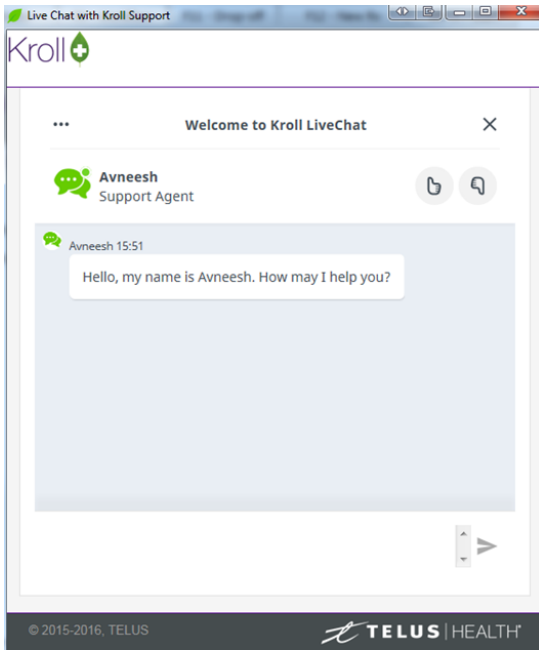 Live Chat with Kroll Support
Kroll
Welcome to Kroll LiveChat
Avneesh
Support Agent
Avneesh 15:51
Hello, my name is Avneesh. How may I help you?
© 2015-2016, TELUS
TELUS | HEALTH